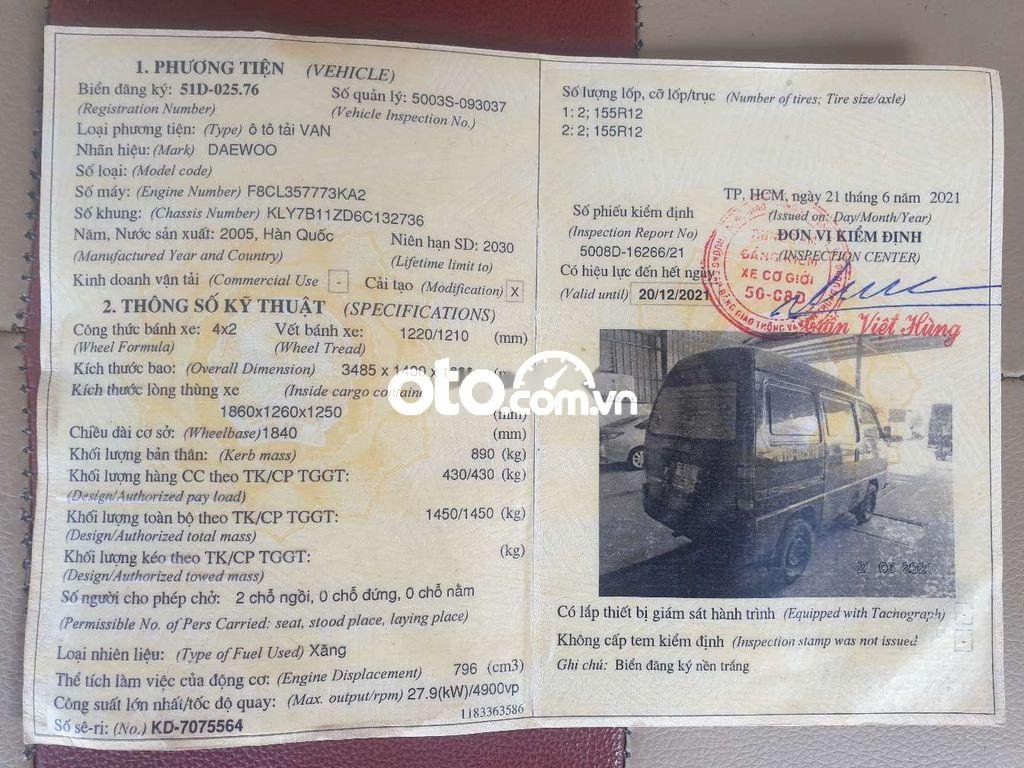 1. PHƯƠNG TIỆN (VEHICLE)
Biển đăng ký: 51D-025.76
Số quản lý: 5003S-093037
(Registration Number)
(Vehicle Inspection No.)
Loại phương tiện: (Type) ô tô tải VAN
Nhãn hiệu: (Mark) DAEWOO
Số loại: (Model code)
Số máy: (Engine Number) F8CL357773KA2
Số khung: (Chassis Number) KLY7B11ZD6C132736
Năm, Nước sản xuất: 2005, Hàn Quốc
Niên hạn SD: 2030
(Manufactured Year and Country)
(Lifetime limit to)
Kinh doanh vận tải (Commercial Use - Cải tạo (Modification) X
2. THÔNG SỐ KỸ THUẬT (SPECIFICATIONS)
Công thức bánh xe: 4x2 Vết bánh xe: 1220/1210 (mm)
(Wheel Formula) (Wheel Tread)
Kích thước bao: (Overall Dimension) 3485 x
Kích thước lòng thùng xe (Inside cargo
1860x1260x1250 (mm)
Chiều dài cơ sở: (Wheelbase) 1840 (mm)
Khối lượng bản thân: (Kerb mass) 890 (kg)
Khối lượng hàng CC theo TK/CP TGGT: 430/430 (kg)
(Design/Authorized pay load)
Khối lượng toàn bộ theo TK/CP TGGT: 1450/1450 (kg)
(Design/Authorized total mass)
Khối lượng kéo theo TK/CP TGGT: (kg)
(Design/Authorized towed mass)
Số người cho phép chở: 2 chỗ ngồi, 0 chỗ đứng, 0 chỗ nằm
(Permissible No. of Pers Carried: seat, stood place, laying place)
Loại nhiên liệu: (Type of Fuel Used) Xăng
Thể tích làm việc của động cơ: (Engine Displacement) 796 (cm3)
Công suất lớn nhất/tốc độ quay: (Max. output/rpm) 27.9(kW)/4900vp
1183363586
Số sê-ri: (No.) KD-7075564
Số lượng lốp, cỡ lốp/trục (Number of tires; Tire size/axle)
1: 2; 155R12
2: 2; 155R12
TP. HCM, ngày 21 tháng 6 năm 2021
Số phiếu kiểm định
(Issued on: Day/Month/Year)
(Inspection Report No)
ĐƠN VỊ KIỂM ĐỊNH
5008D-16266/21
(INSPECTION CENTER)
Có hiệu lực đến hết ngày
(Valid until) 20/12/2021
ĐĂNG KIỂM
XE CƠ GIỚI
Trần Việt Hùng
otocom.vn
Có lắp thiết bị giám sát hành trình (Equipped with Tachograph)
Không cấp tem kiểm định (Inspection stamp was not issued
Ghi chú: Biển đăng ký nền trắng